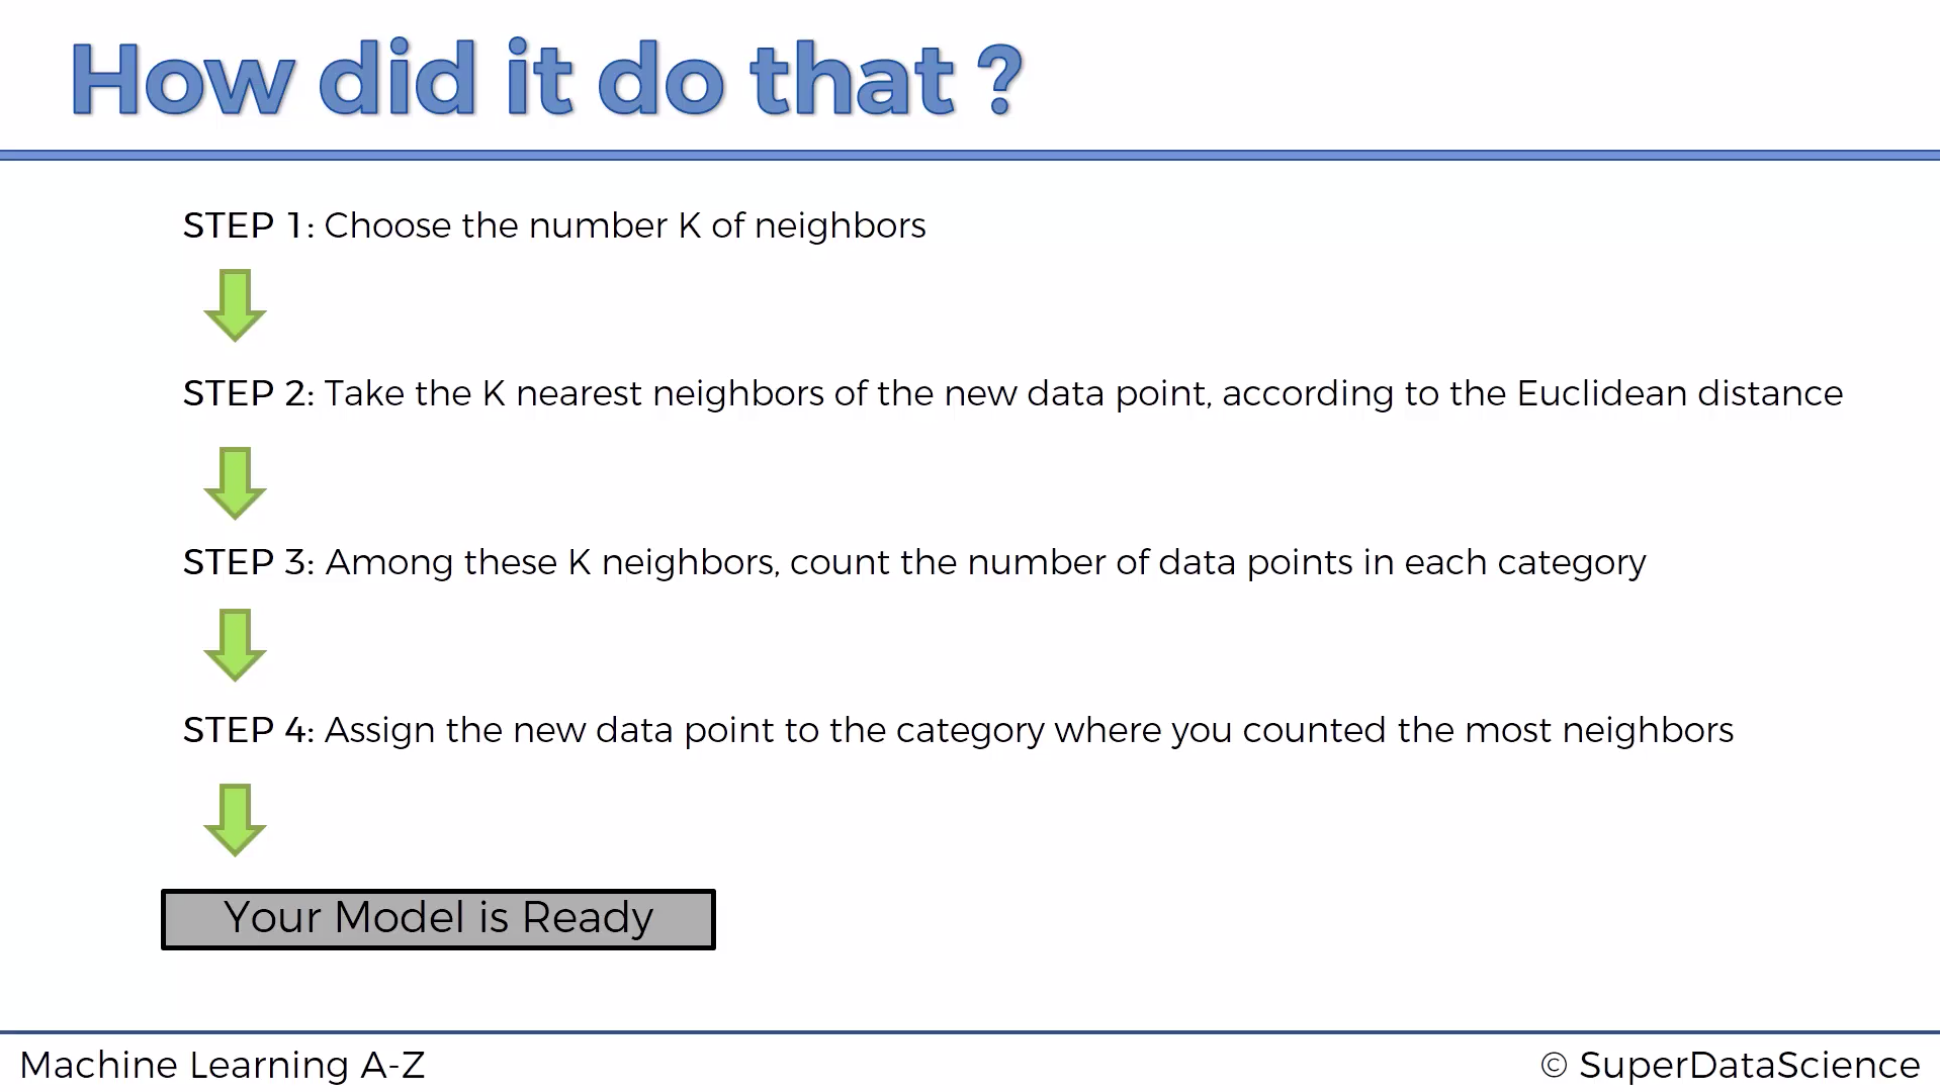 How did it do that ?
STEP 1: Choose the number K of neighbors
STEP 2: Take the K nearest neighbors of the new data point, according to the Euclidean distance
STEP 3: Among these K neighbors, count the number of data points in each category
STEP 4: Assign the new data point to the category where you counted the most neighbors
Your Model is Ready
Machine Learning A-Z
© SuperDataScience